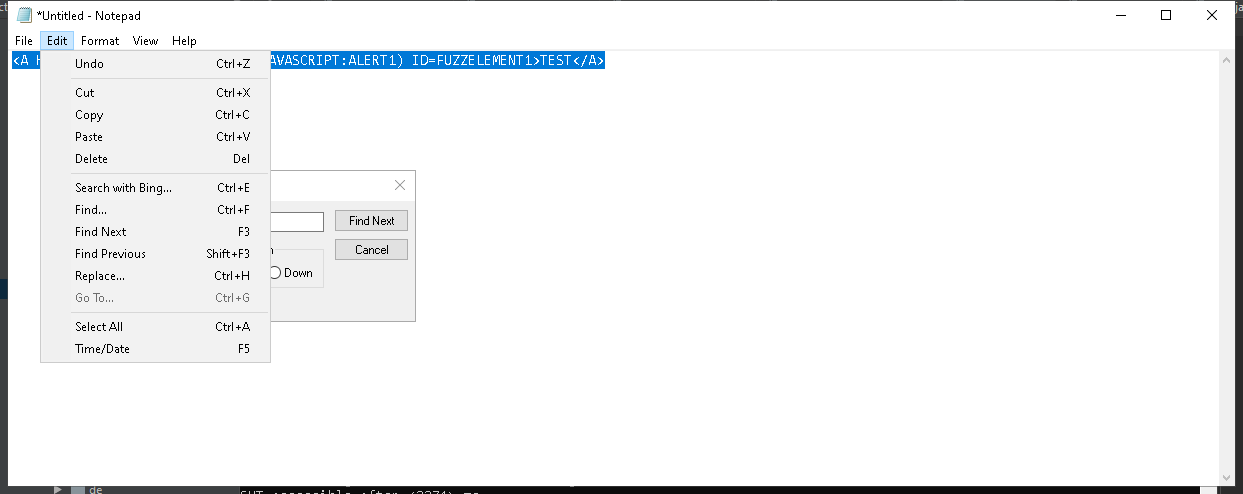 *Untitled - Notepad
File Edit Format View Help
<A H AVASCRIPT:ALERT1) ID=FUZZELEMENT1>TEST</A>
Undo Ctrl+Z
Cut Ctrl+X
Copy Ctrl+C
Paste Ctrl+V
Delete Del
Search with Bing... Ctrl+E
Find... Ctrl+F
Find Next F3
Find Previous Shift+F3
Replace... Ctrl+H
Go To... Ctrl+G
Select All Ctrl+A
Time/Date F5
Find Next
Cancel
Down
de